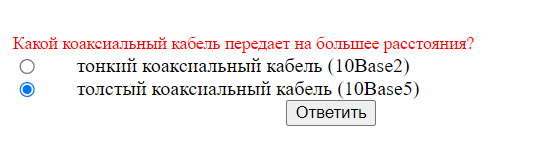 Какой коаксиальный кабель передает на большее расстояния?
тонкий коаксиальный кабель (10Base2)
толстый коаксиальный кабель (10Base5)
Ответить